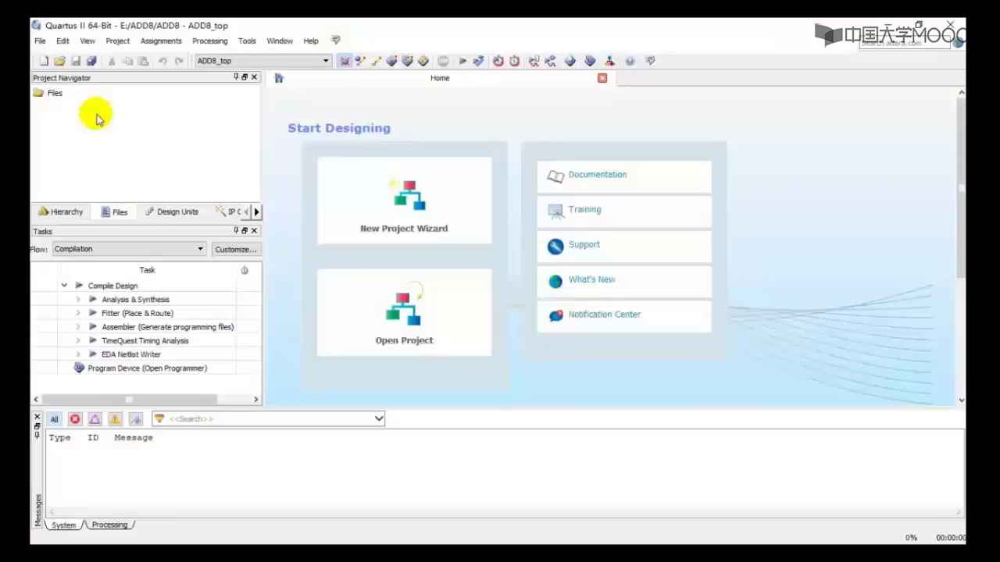 Quartus II 64-Bit - E:/ADD8/ADD8 - ADD8_top
File Edit View Project Assignments Processing Tools Window Help
中国大学MOOC
ADD8_top
Project Navigator
Home
Files
Start Designing
New Project Wizard
Open Project
Documentation
Training
Support
What's New
Notification Center
Hierarchy Files Design Units IP C
Tasks
Flow: Compilation Customize...
Task
Compile Design
Analysis & Synthesis
Fitter (Place & Route)
Assembler (Generate programming files)
TimeQuest Timing Analysis
EDA Netlist Writer
Program Device (Open Programmer)
All <<Search>>
Type ID Message
Messages
System Processing
0% 00:00:00